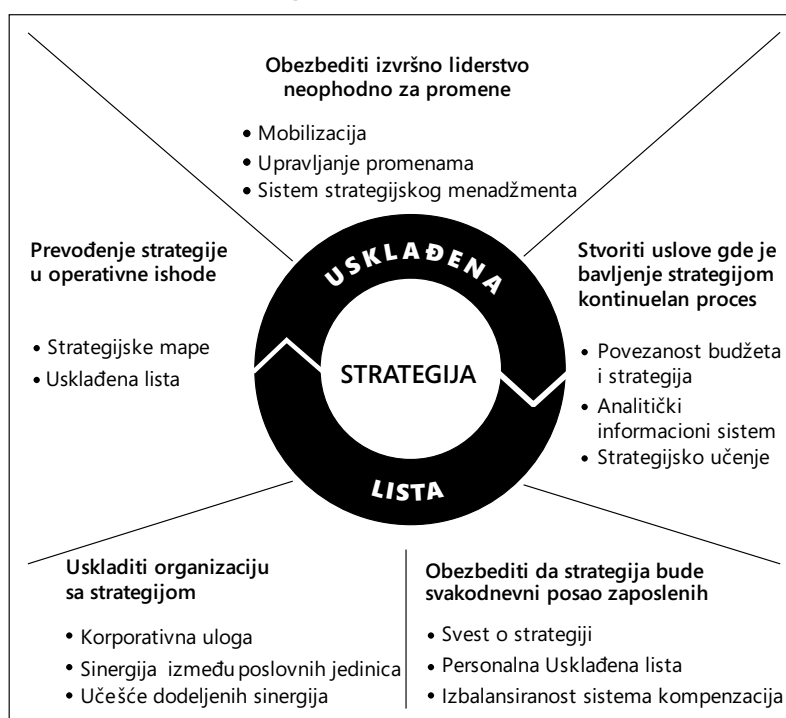 Obezbediti izvršno liderstvo
neophodno za promene
• Mobilizacija
• Upravljanje promenama
• Sistem strategijskog menadžmenta
Prevođenje strategije
u operativne ishode
• Strategijske mape
• Usklađena lista
USKLAĐENA
STRATEGIJA
LISTA
Stvoriti uslove gde je
bavljenje strategijom
kontinuelan proces
• Povezanost budžeta
i strategija
• Analitički
informacioni sistem
• Strategijsko učenje
Uskladiti organizaciju
sa strategijom
• Korporativna uloga
• Sinergija između poslovnih jedinica
• Učešće dodeljenih sinergija
Obezbediti da strategija bude
svakodnevni posao zaposlenih
• Svest o strategiji
• Personalna Usklađena lista
• Izbalansiranost sistema kompenzacija